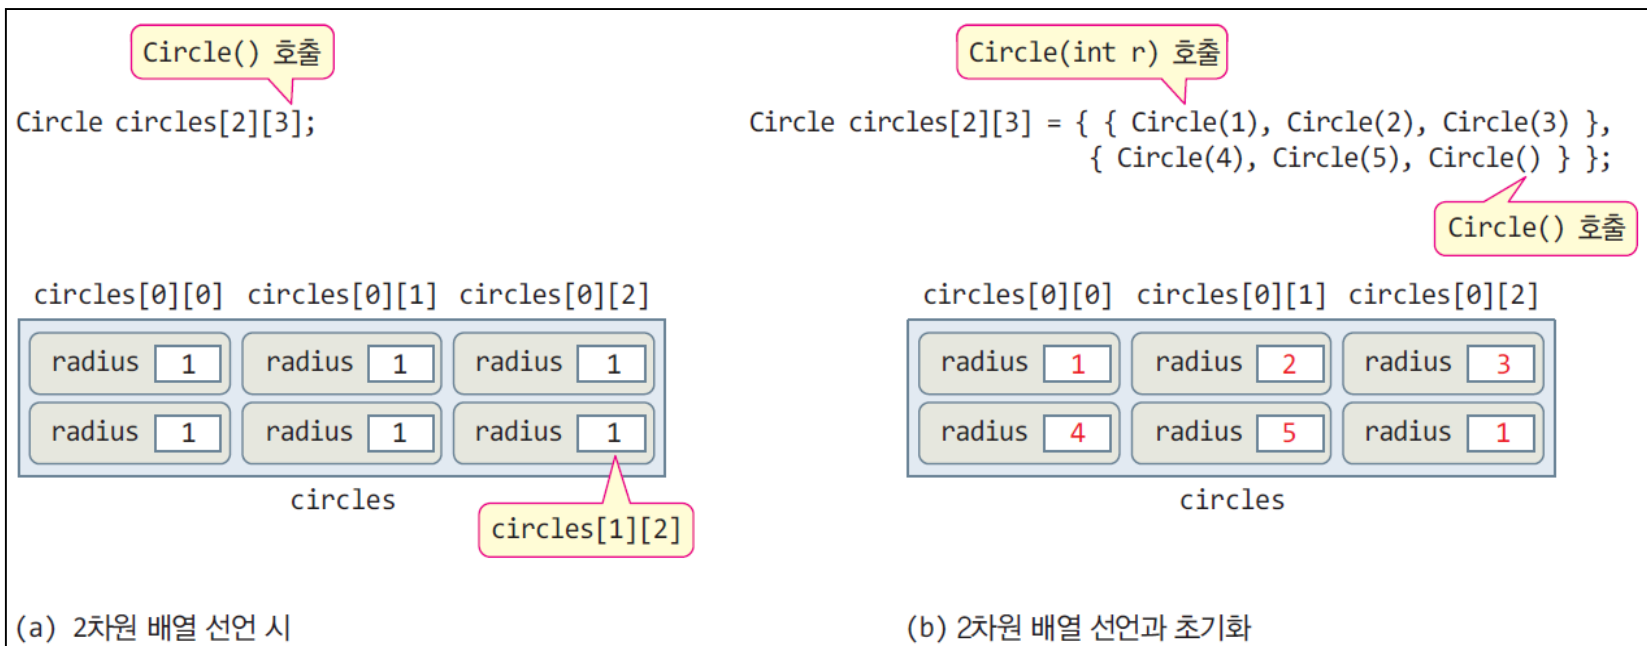 Circle() 호출
Circle circles[2][3];
circles[0][0] circles[0][1] circles[0][2]
radius 1 radius 1 radius 1
radius 1 radius 1 radius 1
circles
circles[1][2]
(a) 2차원 배열 선언 시
Circle(int r) 호출
Circle circles[2][3] = { { Circle(1), Circle(2), Circle(3) },
{ Circle(4), Circle(5), Circle() } };
Circle() 호출
circles[0][0] circles[0][1] circles[0][2]
radius 1 radius 2 radius 3
radius 4 radius 5 radius 1
circles
(b) 2차원 배열 선언과 초기화